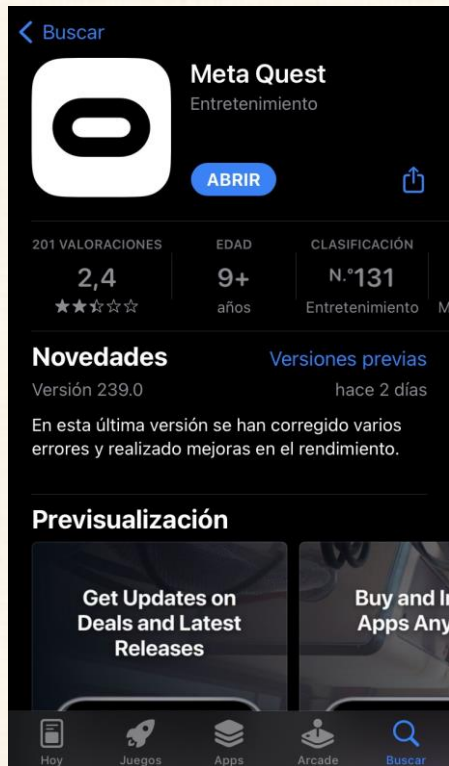 Buscar
Meta Quest
Entretenimiento
ABRIR
201 VALORACIONES
2,4
EDAD
9+
años
CLASIFICACIÓN
N.º131
Entretenimiento
M
Novedades
Versiones previas
Versión 239.0
hace 2 días
En esta última versión se han corregido varios
errores y realizado mejoras en el rendimiento.
Previsualización
Get Updates on
Deals and Latest
Releases
Buy and I
Apps Any
Hoy
Juegos
Apps
Arcade
Buscar